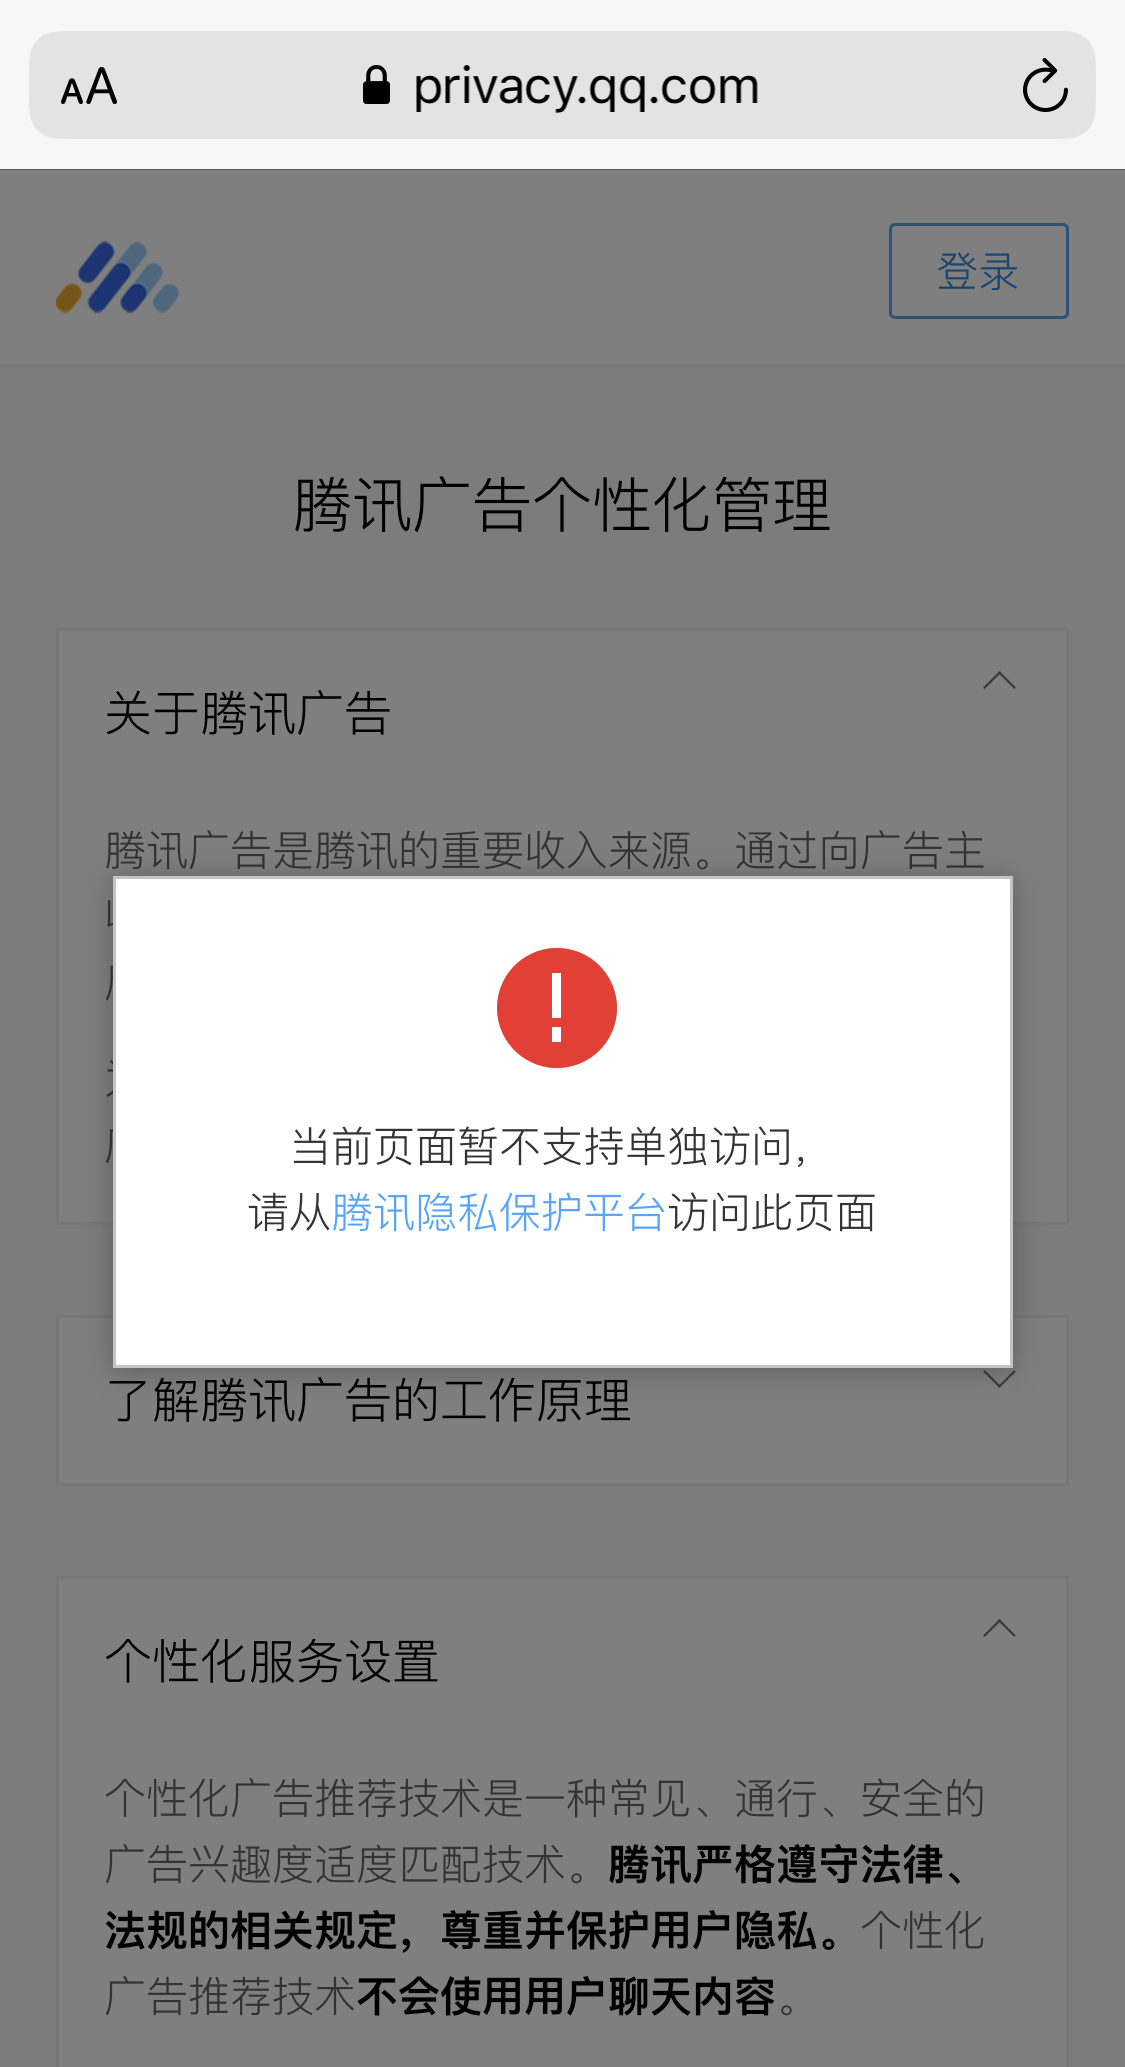 AA privacy.qq.com
登录
腾讯广告个性化管理
关于腾讯广告
腾讯广告是腾讯的重要收入来源。通过向广告主
当前页面暂不支持单独访问，
请从腾讯隐私保护平台访问此页面
了解腾讯广告的工作原理
个性化服务设置
个性化广告推荐技术是一种常见、通行、安全的
广告兴趣度适度匹配技术。腾讯严格遵守法律、
法规的相关规定，尊重并保护用户隐私。个性化
广告推荐技术不会使用用户聊天内容。